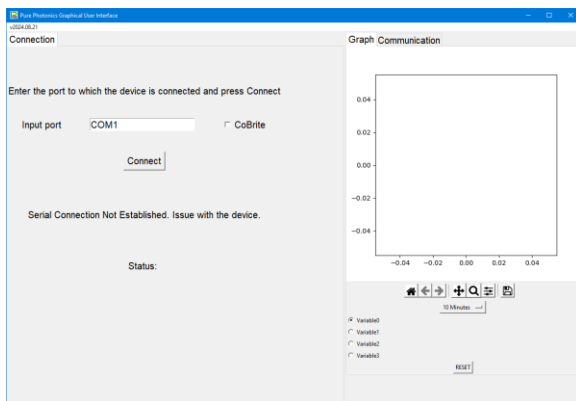 Pure Photonics Graphical User Interface
v2024.08.21
Connection
Graph Communication
Enter the port to which the device is connected and press Connect
Input port COM1 CoBrite
Connect
Serial Connection Not Established. Issue with the device.
Status:
0.04
0.02
0.00
−0.02
−0.04
−0.04 −0.02 0.00 0.02 0.04
10 Minutes
Variable0
Variable1
Variable2
Variable3
RESET